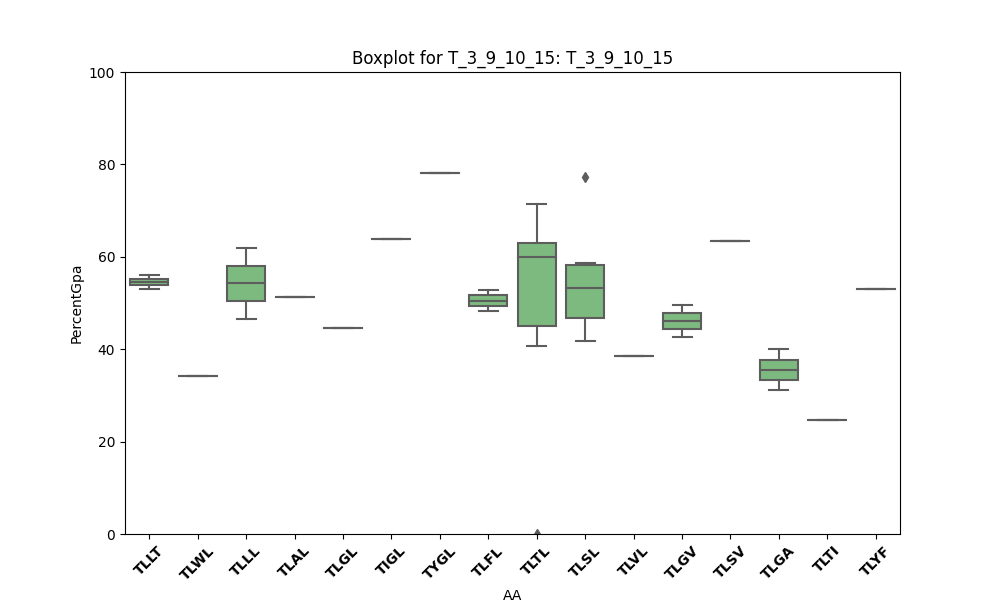 Boxplot for T_3_9_10_15: T_3_9_10_15
100
80
60
40
20
0
PercentGpa
TLLT TLWL TLLL TLAL TLGL TIGL TYGL TLFL TLTL TLSL TLVL TLGV TLSV TLGA TLTI TLYF
AA